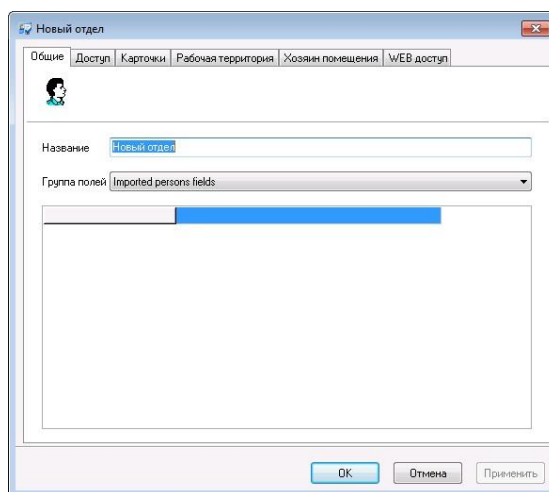 Новый отдел
Общие Доступ Карточки Рабочая территория Хозяин помещения WEB доступ
Название Новый отдел
Группа полей Imported persons fields
OK Отмена Применить